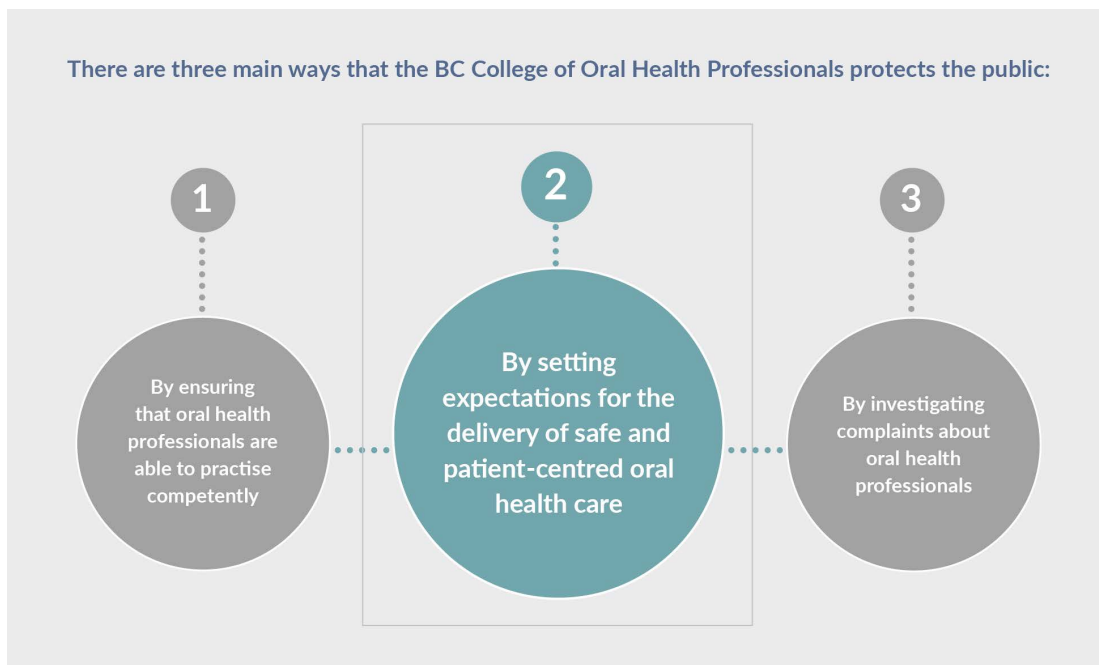 There are three main ways that the BC College of Oral Health Professionals protects the public:
1
By ensuring
that oral health
professionals are
able to practise
competently
2
By setting
expectations for the
delivery of safe and
patient-centred oral
health care
3
By investigating
complaints about
oral health
professionals